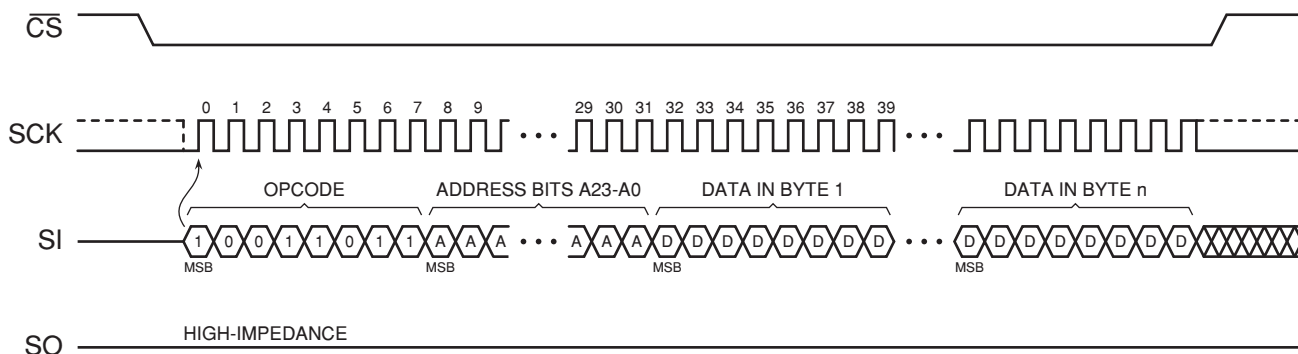 CS
SCK
0 1 2 3 4 5 6 7 8 9 29 30 31 32 33 34 35 36 37 38 39
OPCODE ADDRESS BITS A23-A0 DATA IN BYTE 1 DATA IN BYTE n
SI
1 0 0 1 1 0 1 1 A A A A A A D D D D D D D D D D D D D D D D
MSB MSB MSB MSB
HIGH-IMPEDANCE
SO